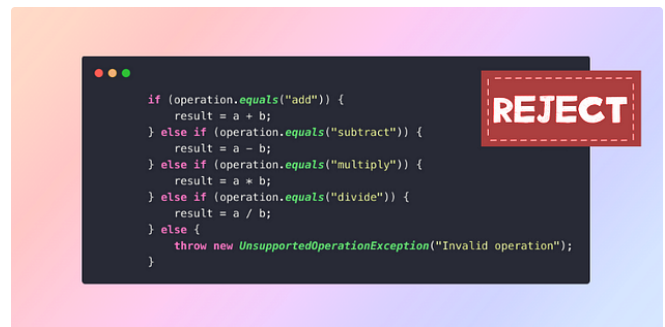 if (operation.equals("add")) {
    result = a + b;
} else if (operation.equals("subtract")) {
    result = a - b;
} else if (operation.equals("multiply")) {
    result = a * b;
} else if (operation.equals("divide")) {
    result = a / b;
} else {
    throw new UnsupportedOperationException("Invalid operation");
}
REJECT